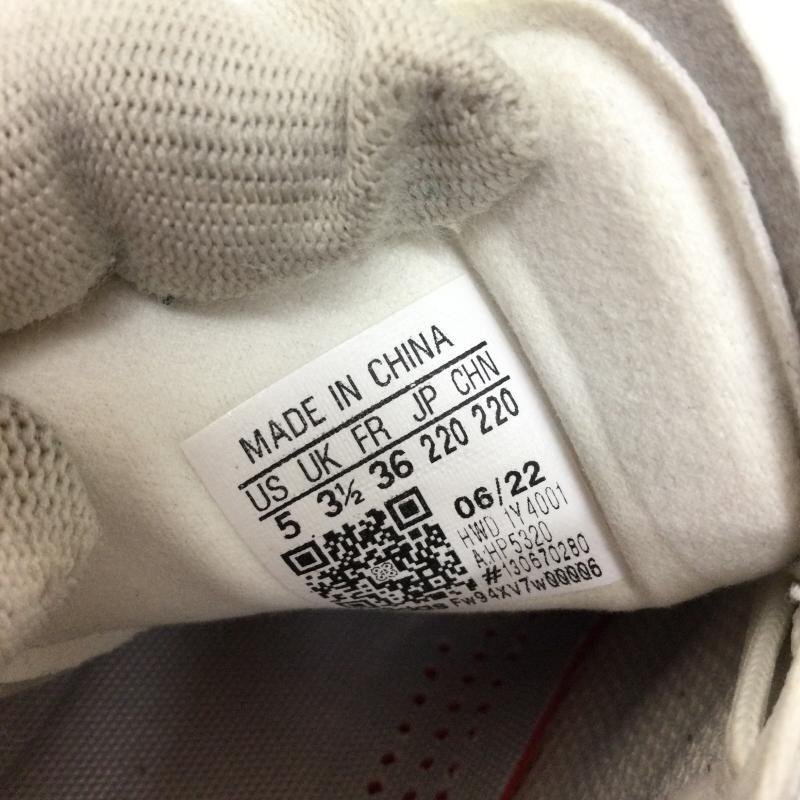 MADE IN CHINA
US UK FR JP CHN
5 3½ 36 220 220
06/22
HWD 1Y4001
AHP5320
#130670280
Fw94XV7w00006